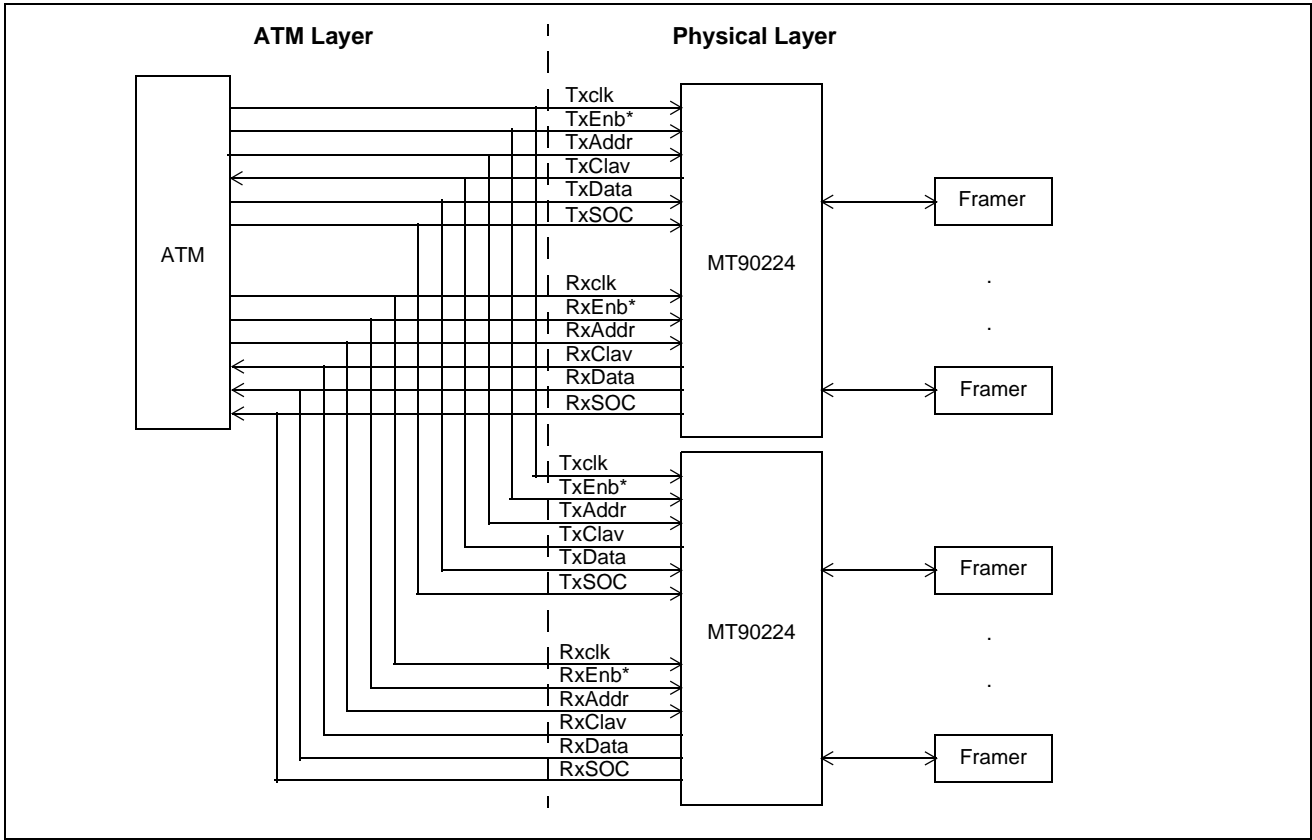 ATM Layer
Physical Layer
ATM
Txclk
TxEnb*
TxAddr
TxClav
TxData
TxSOC
Rxclk
RxEnb*
RxAddr
RxClav
RxData
RxSOC
MT90224
Framer
.
.
Framer
Txclk
TxEnb*
TxAddr
TxClav
TxData
TxSOC
Rxclk
RxEnb*
RxAddr
RxClav
RxData
RxSOC
MT90224
Framer
.
.
Framer